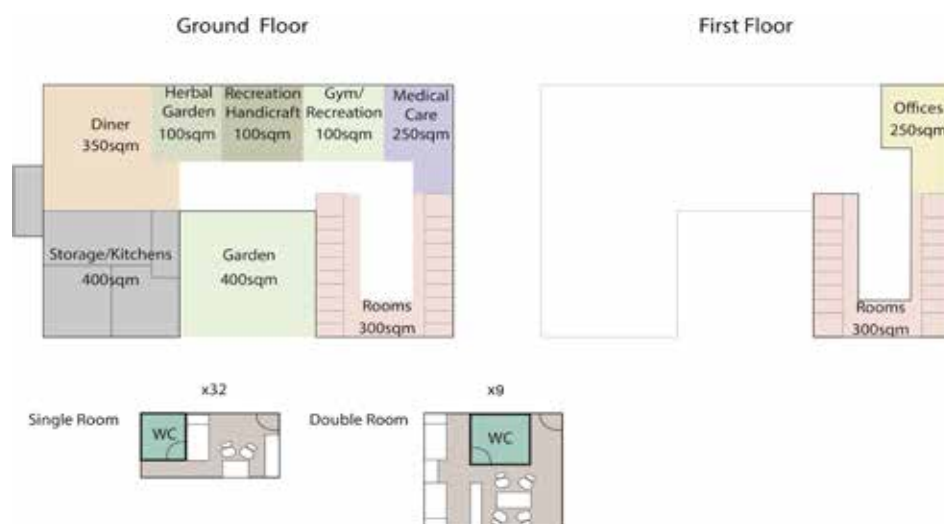 Ground Floor
First Floor
Diner
350sqm
Herbal
Garden
100sqm
Recreation
Handicraft
100sqm
Gym/
Recreation
100sqm
Medical
Care
250sqm
Offices
250sqm
Storage/Kitchens
400sqm
Garden
400sqm
Rooms
300sqm
Rooms
300sqm
x32
x9
Single Room
WC
Double Room
WC